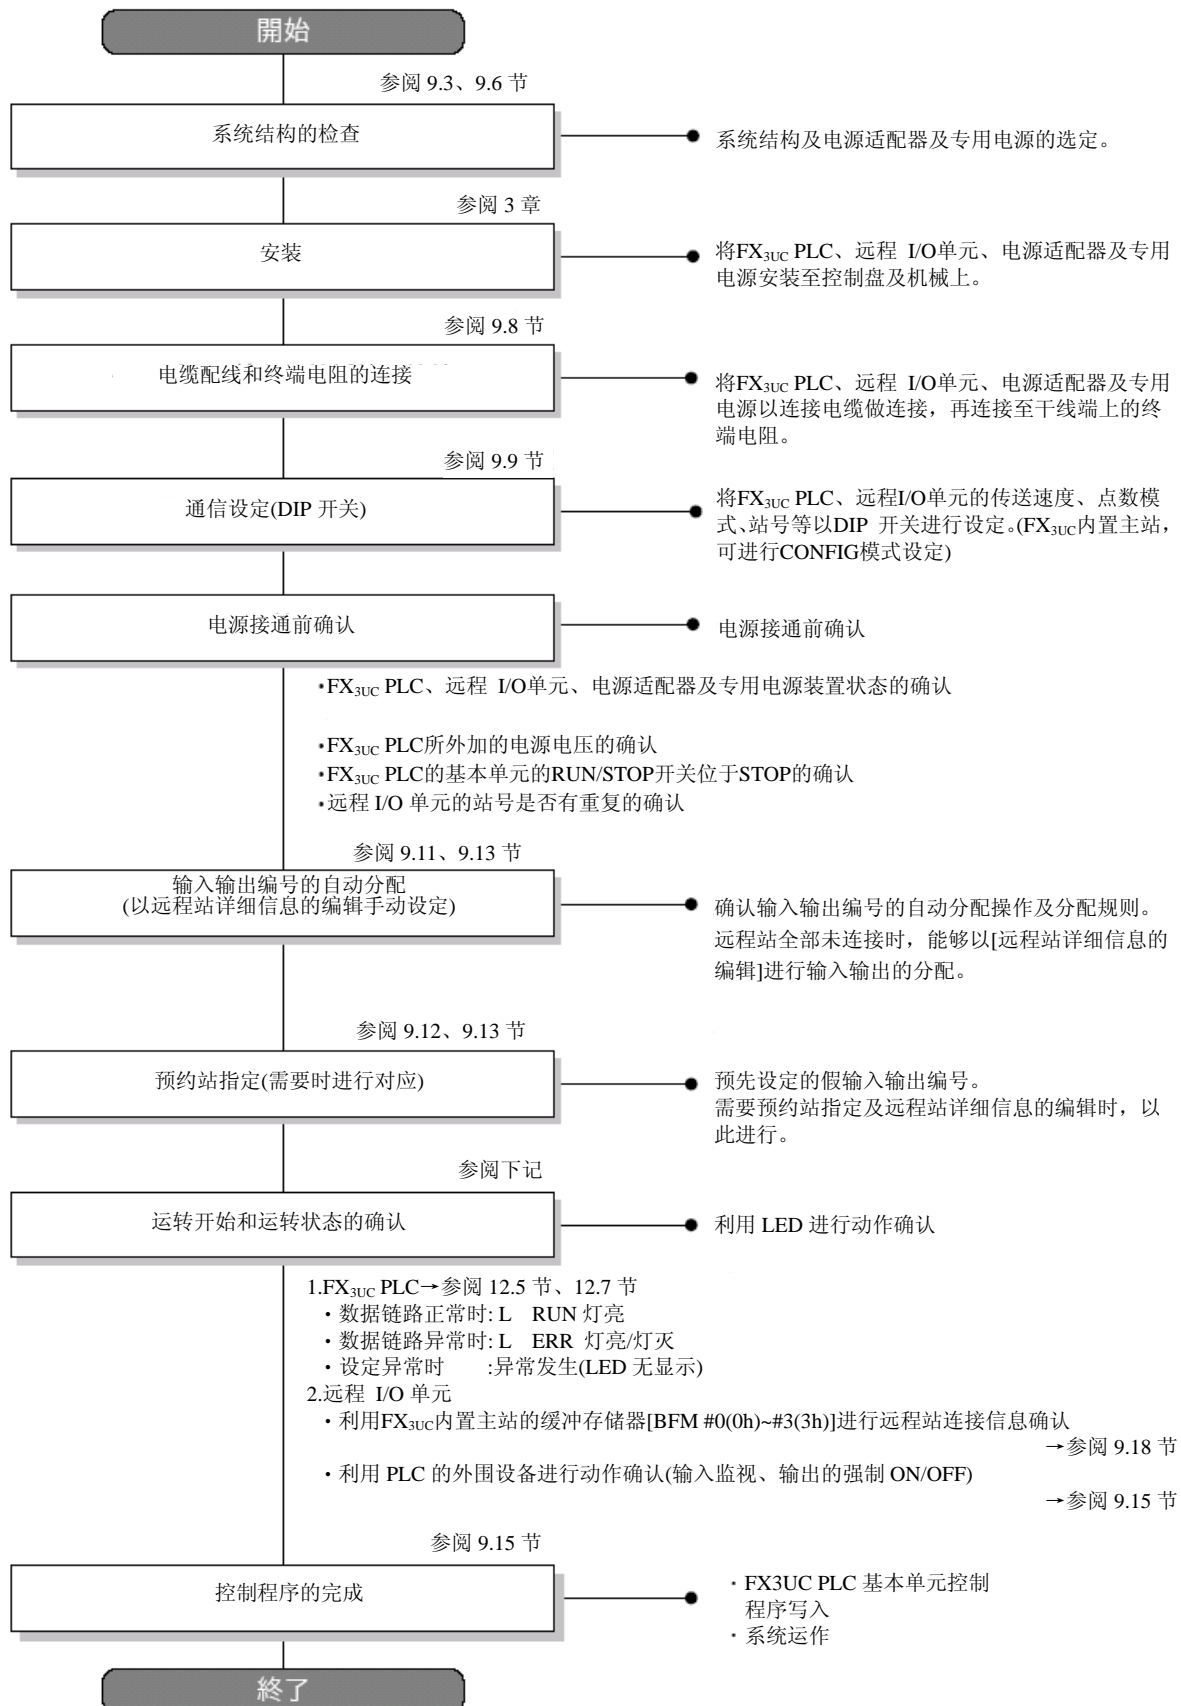 開始
参阅 9.3、9.6 节
系统结构的检查
系统结构及电源适配器及专用电源的选定。
参阅 3 章
安装
将FX3UC PLC、远程 I/O单元、电源适配器及专用
电源安装至控制盘及机械上。
参阅 9.8 节
电缆配线和终端电阻的连接
将FX3UC PLC、远程 I/O单元、电源适配器及专用
电源以连接电缆做连接，再连接至干线端上的终
端电阻。
参阅 9.9 节
通信设定(DIP 开关)
将FX3UC PLC、远程I/O单元的传送速度、点数模
式、站号等以DIP 开关进行设定。(FX3UC内置主站，
可进行CONFIG模式设定)
电源接通前确认
电源接通前确认
•FX3UC PLC、远程 I/O单元、电源适配器及专用电源装置状态的确认
•FX3UC PLC所外加的电源电压的确认
•FX3UC PLC的基本单元的RUN/STOP开关位于STOP的确认
•远程 I/O 单元的站号是否有重复的确认
参阅 9.11、9.13 节
输入输出编号的自动分配
(以远程站详细信息的编辑手动设定)
确认输入输出编号的自动分配操作及分配规则。
远程站全部未连接时，能够以[远程站详细信息的
编辑]进行输入输出的分配。
参阅 9.12、9.13 节
预约站指定(需要时进行对应)
预先设定的假输入输出编号。
需要预约站指定及远程站详细信息的编辑时，以
此进行。
参阅下记
运转开始和运转状态的确认
利用 LED 进行动作确认
1.FX3UC PLC→参阅 12.5 节、12.7 节
・数据链路正常时: L RUN 灯亮
・数据链路异常时: L ERR 灯亮/灯灭
・设定异常时 :异常发生(LED 无显示)
2.远程 I/O 单元
・利用FX3UC内置主站的缓冲存储器[BFM #0(0h)~#3(3h)]进行远程站连接信息确认
→参阅 9.18 节
・利用 PLC 的外围设备进行动作确认(输入监视、输出的强制 ON/OFF)
→参阅 9.15 节
参阅 9.15 节
控制程序的完成
・FX3UC PLC 基本单元控制
程序写入
・系统运作
終了